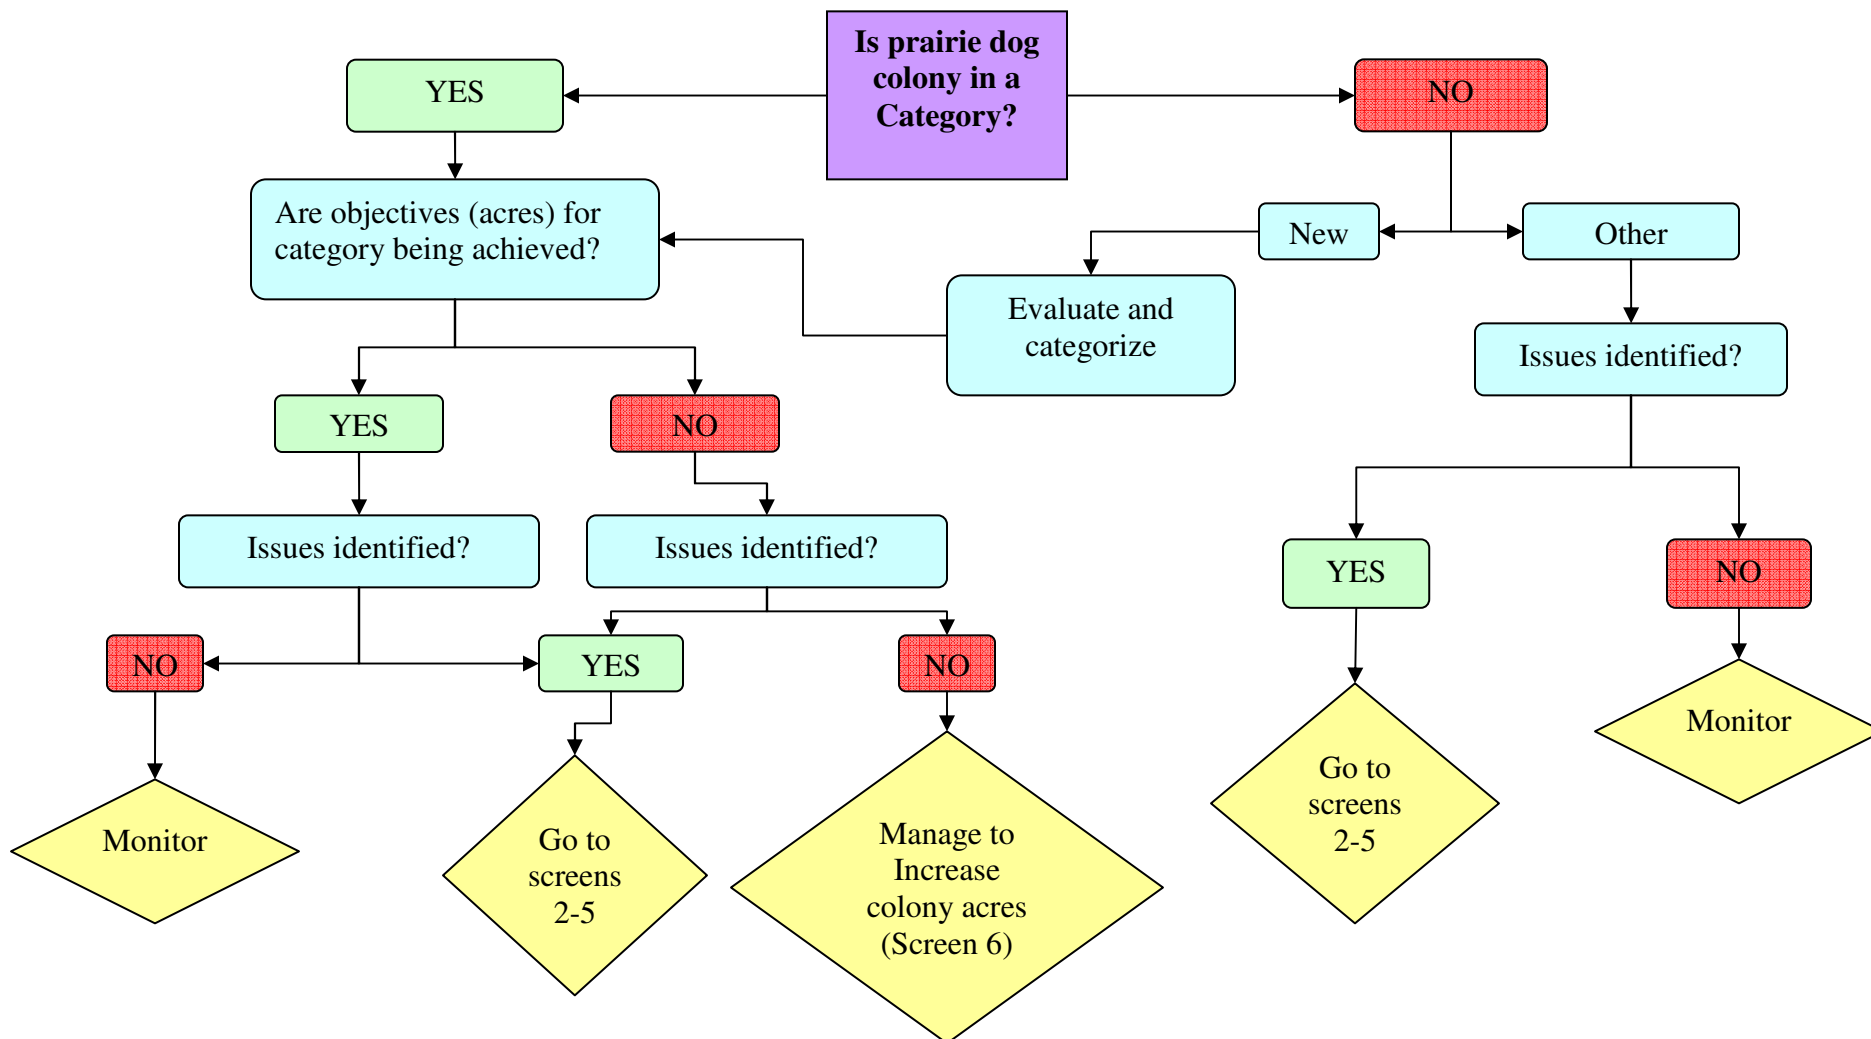 Is prairie dog
colony in a
Category?
YES
NO
Are objectives (acres) for
category being achieved?
New
Other
Evaluate and
categorize
Issues identified?
YES
NO
Issues identified?
Issues identified?
YES
NO
NO
YES
NO
Monitor
Go to
screens
2-5
Manage to
Increase
colony acres
(Screen 6)
Go to
screens
2-5
Monitor